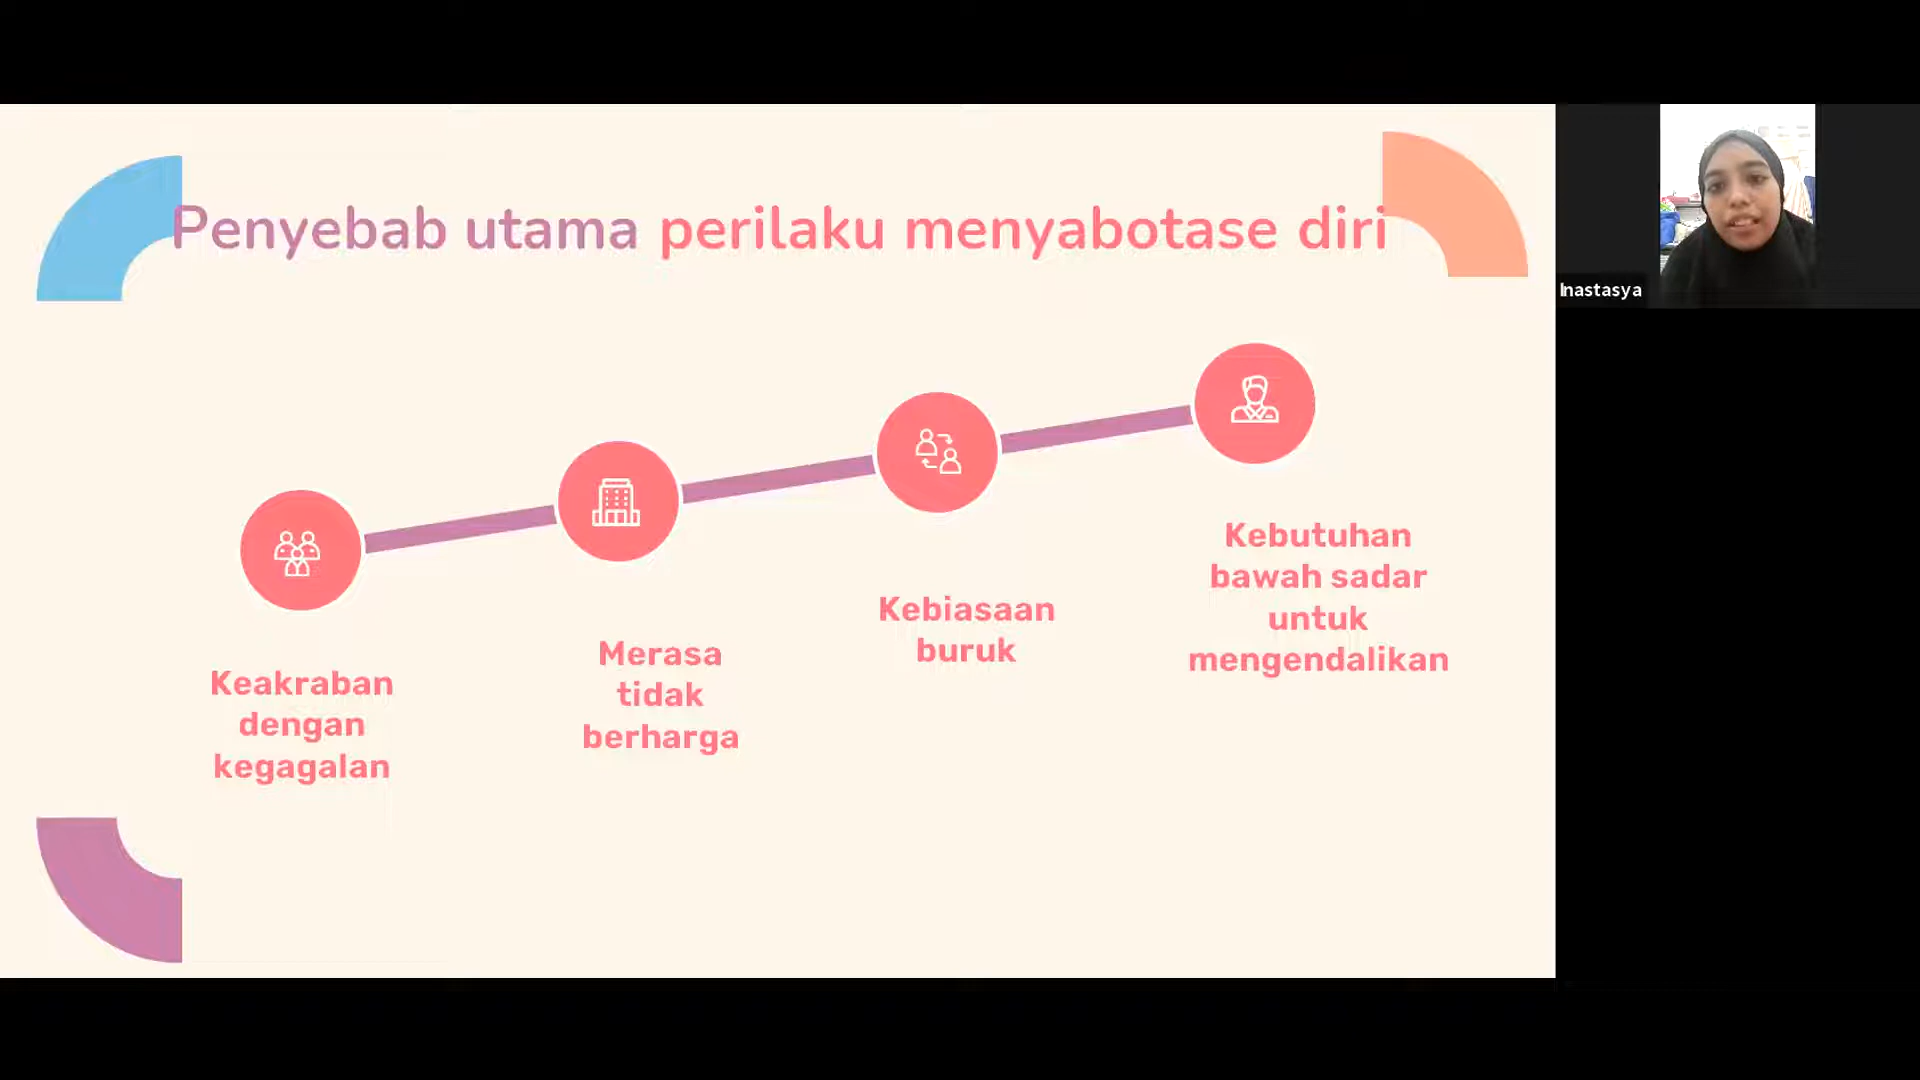 Penyebab utama perilaku menyabotase diri
Keakraban
dengan
kegagalan
Merasa
tidak
berharga
Kebiasaan
buruk
Kebutuhan
bawah sadar
untuk
mengendalikan
Inastasya